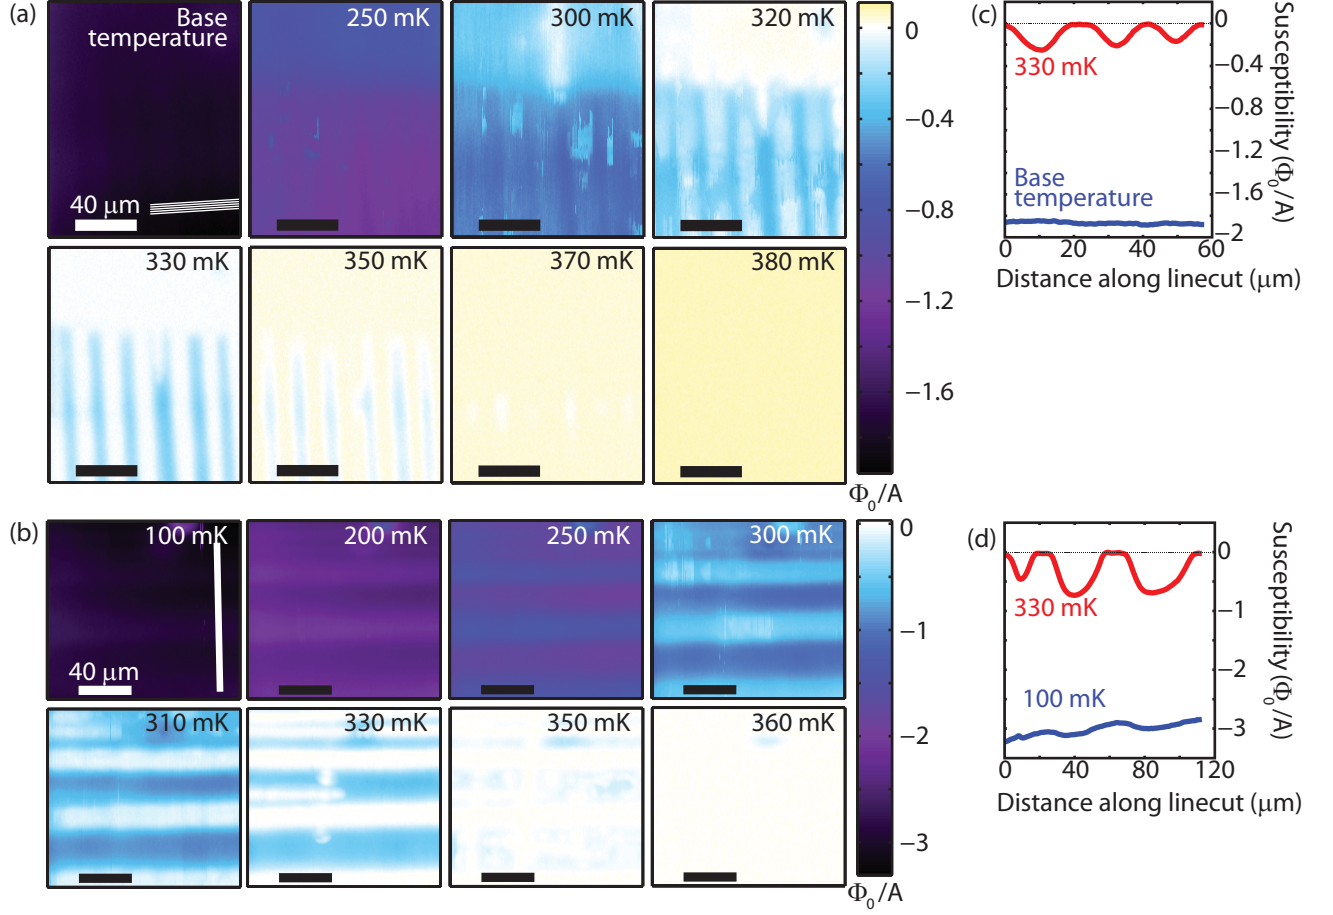 (a)
Base
temperature
40 μm
250 mK
300 mK
320 mK
330 mK
350 mK
370 mK
380 mK
0
−0.4
−0.8
−1.2
−1.6
Φ0/A
(c)
330 mK
Base
temperature
0
−0.4
−0.8
−1.2
−1.6
−2
Susceptibility (Φ0/A)
0 20 40 60
Distance along linecut (μm)
(b)
100 mK
40 μm
200 mK
250 mK
300 mK
310 mK
330 mK
350 mK
360 mK
0
−1
−2
−3
Φ0/A
(d)
330 mK
100 mK
0
−1
−2
−3
Susceptibility (Φ0/A)
0 40 80 120
Distance along linecut (μm)